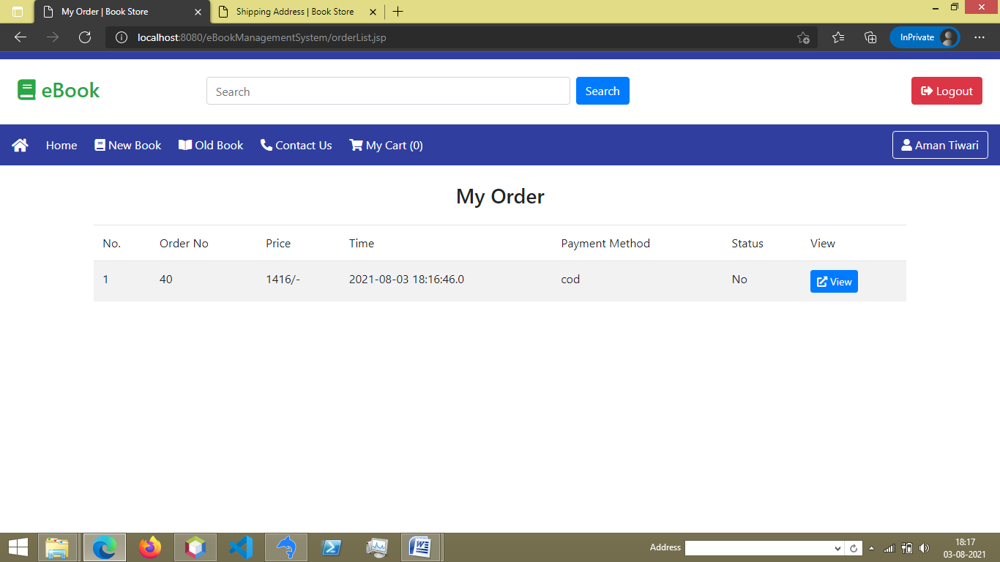 My Order | Book Store
Shipping Address | Book Store
localhost:8080/eBookManagementSystem/orderList.jsp
InPrivate
eBook
Search
Search
Logout
Home
New Book
Old Book
Contact Us
My Cart (0)
Aman Tiwari
My Order
No. Order No Price Time Payment Method Status View
1 40 1416/- 2021-08-03 18:16:46.0 cod No View
Address
18:17
03-08-2021